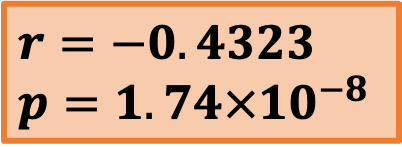 r = −0.4323
p = 1.74×10⁻⁸